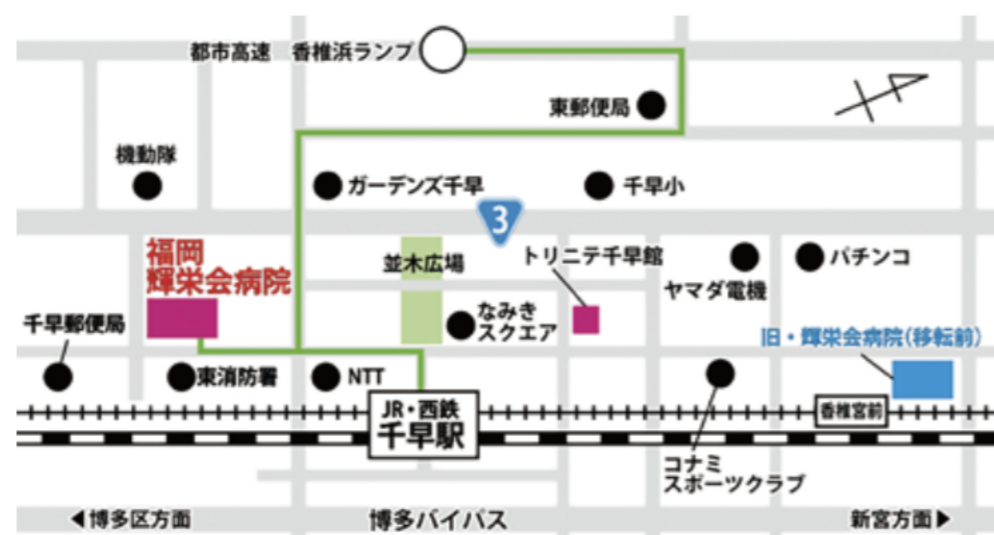 都市高速　香椎浜ランプ
東郵便局
機動隊
ガーデンズ千早
千早小
3
福岡
輝栄会病院
並木広場
トリニテ千早館
ヤマダ電機
パチンコ
千早郵便局
なみき
スクエア
旧・輝栄会病院(移転前)
東消防署
NTT
JR・西鉄
千早駅
香椎宮前
コナミ
スポーツクラブ
◀博多区方面
博多バイパス
新宮方面▶